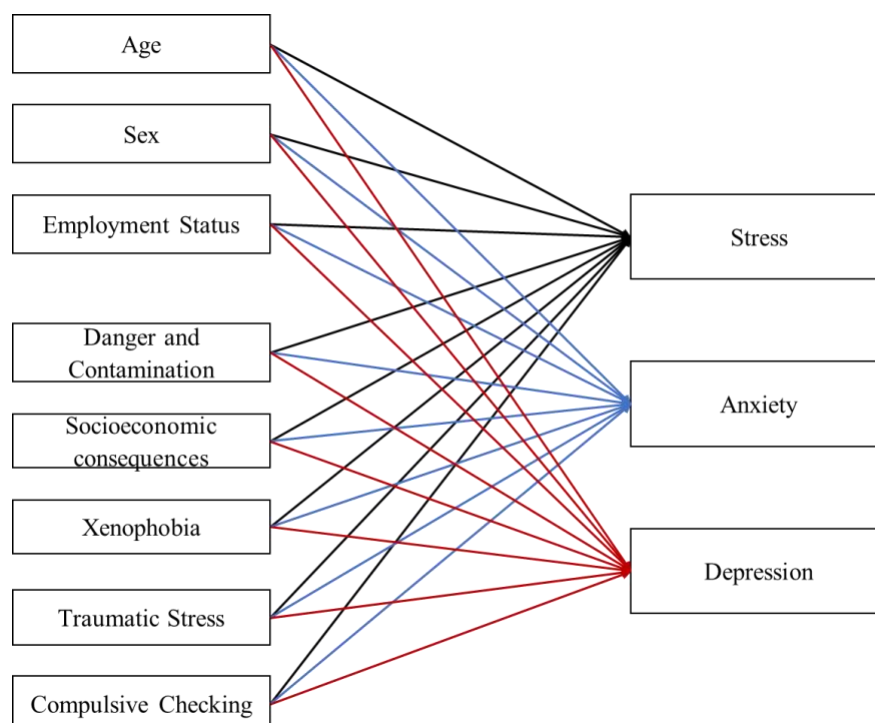 Age
Sex
Employment Status
Danger and
Contamination
Socioeconomic
consequences
Xenophobia
Traumatic Stress
Compulsive Checking
Stress
Anxiety
Depression